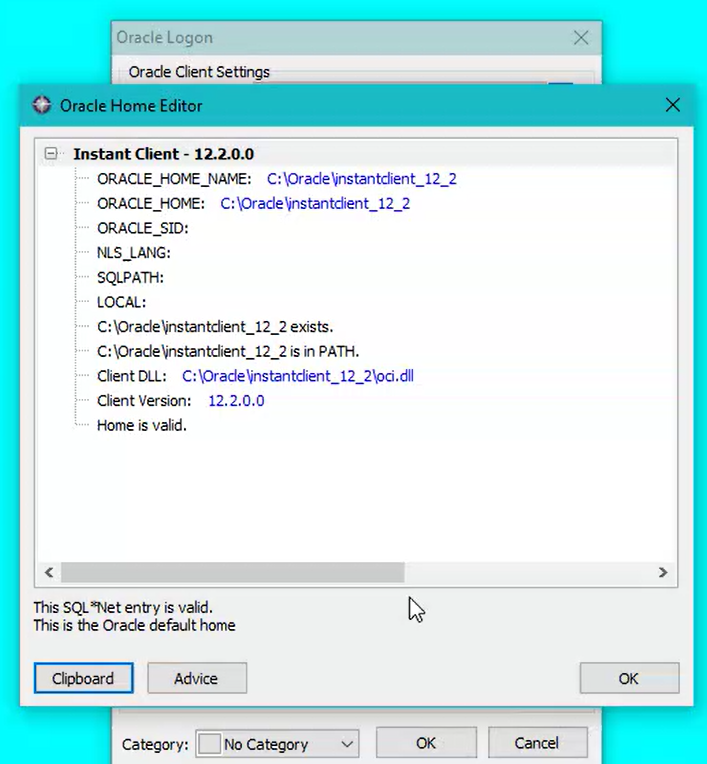 Oracle Logon
Oracle Client Settings
Oracle Home Editor
Instant Client - 12.2.0.0
ORACLE_HOME_NAME: C:\Oracle\instantclient_12_2
ORACLE_HOME: C:\Oracle\instantclient_12_2
ORACLE_SID:
NLS_LANG:
SQLPATH:
LOCAL:
C:\Oracle\instantclient_12_2 exists.
C:\Oracle\instantclient_12_2 is in PATH.
Client DLL: C:\Oracle\instantclient_12_2\oci.dll
Client Version: 12.2.0.0
Home is valid.
This SQL*Net entry is valid.
This is the Oracle default home
Clipboard Advice OK
Category: No Category OK Cancel